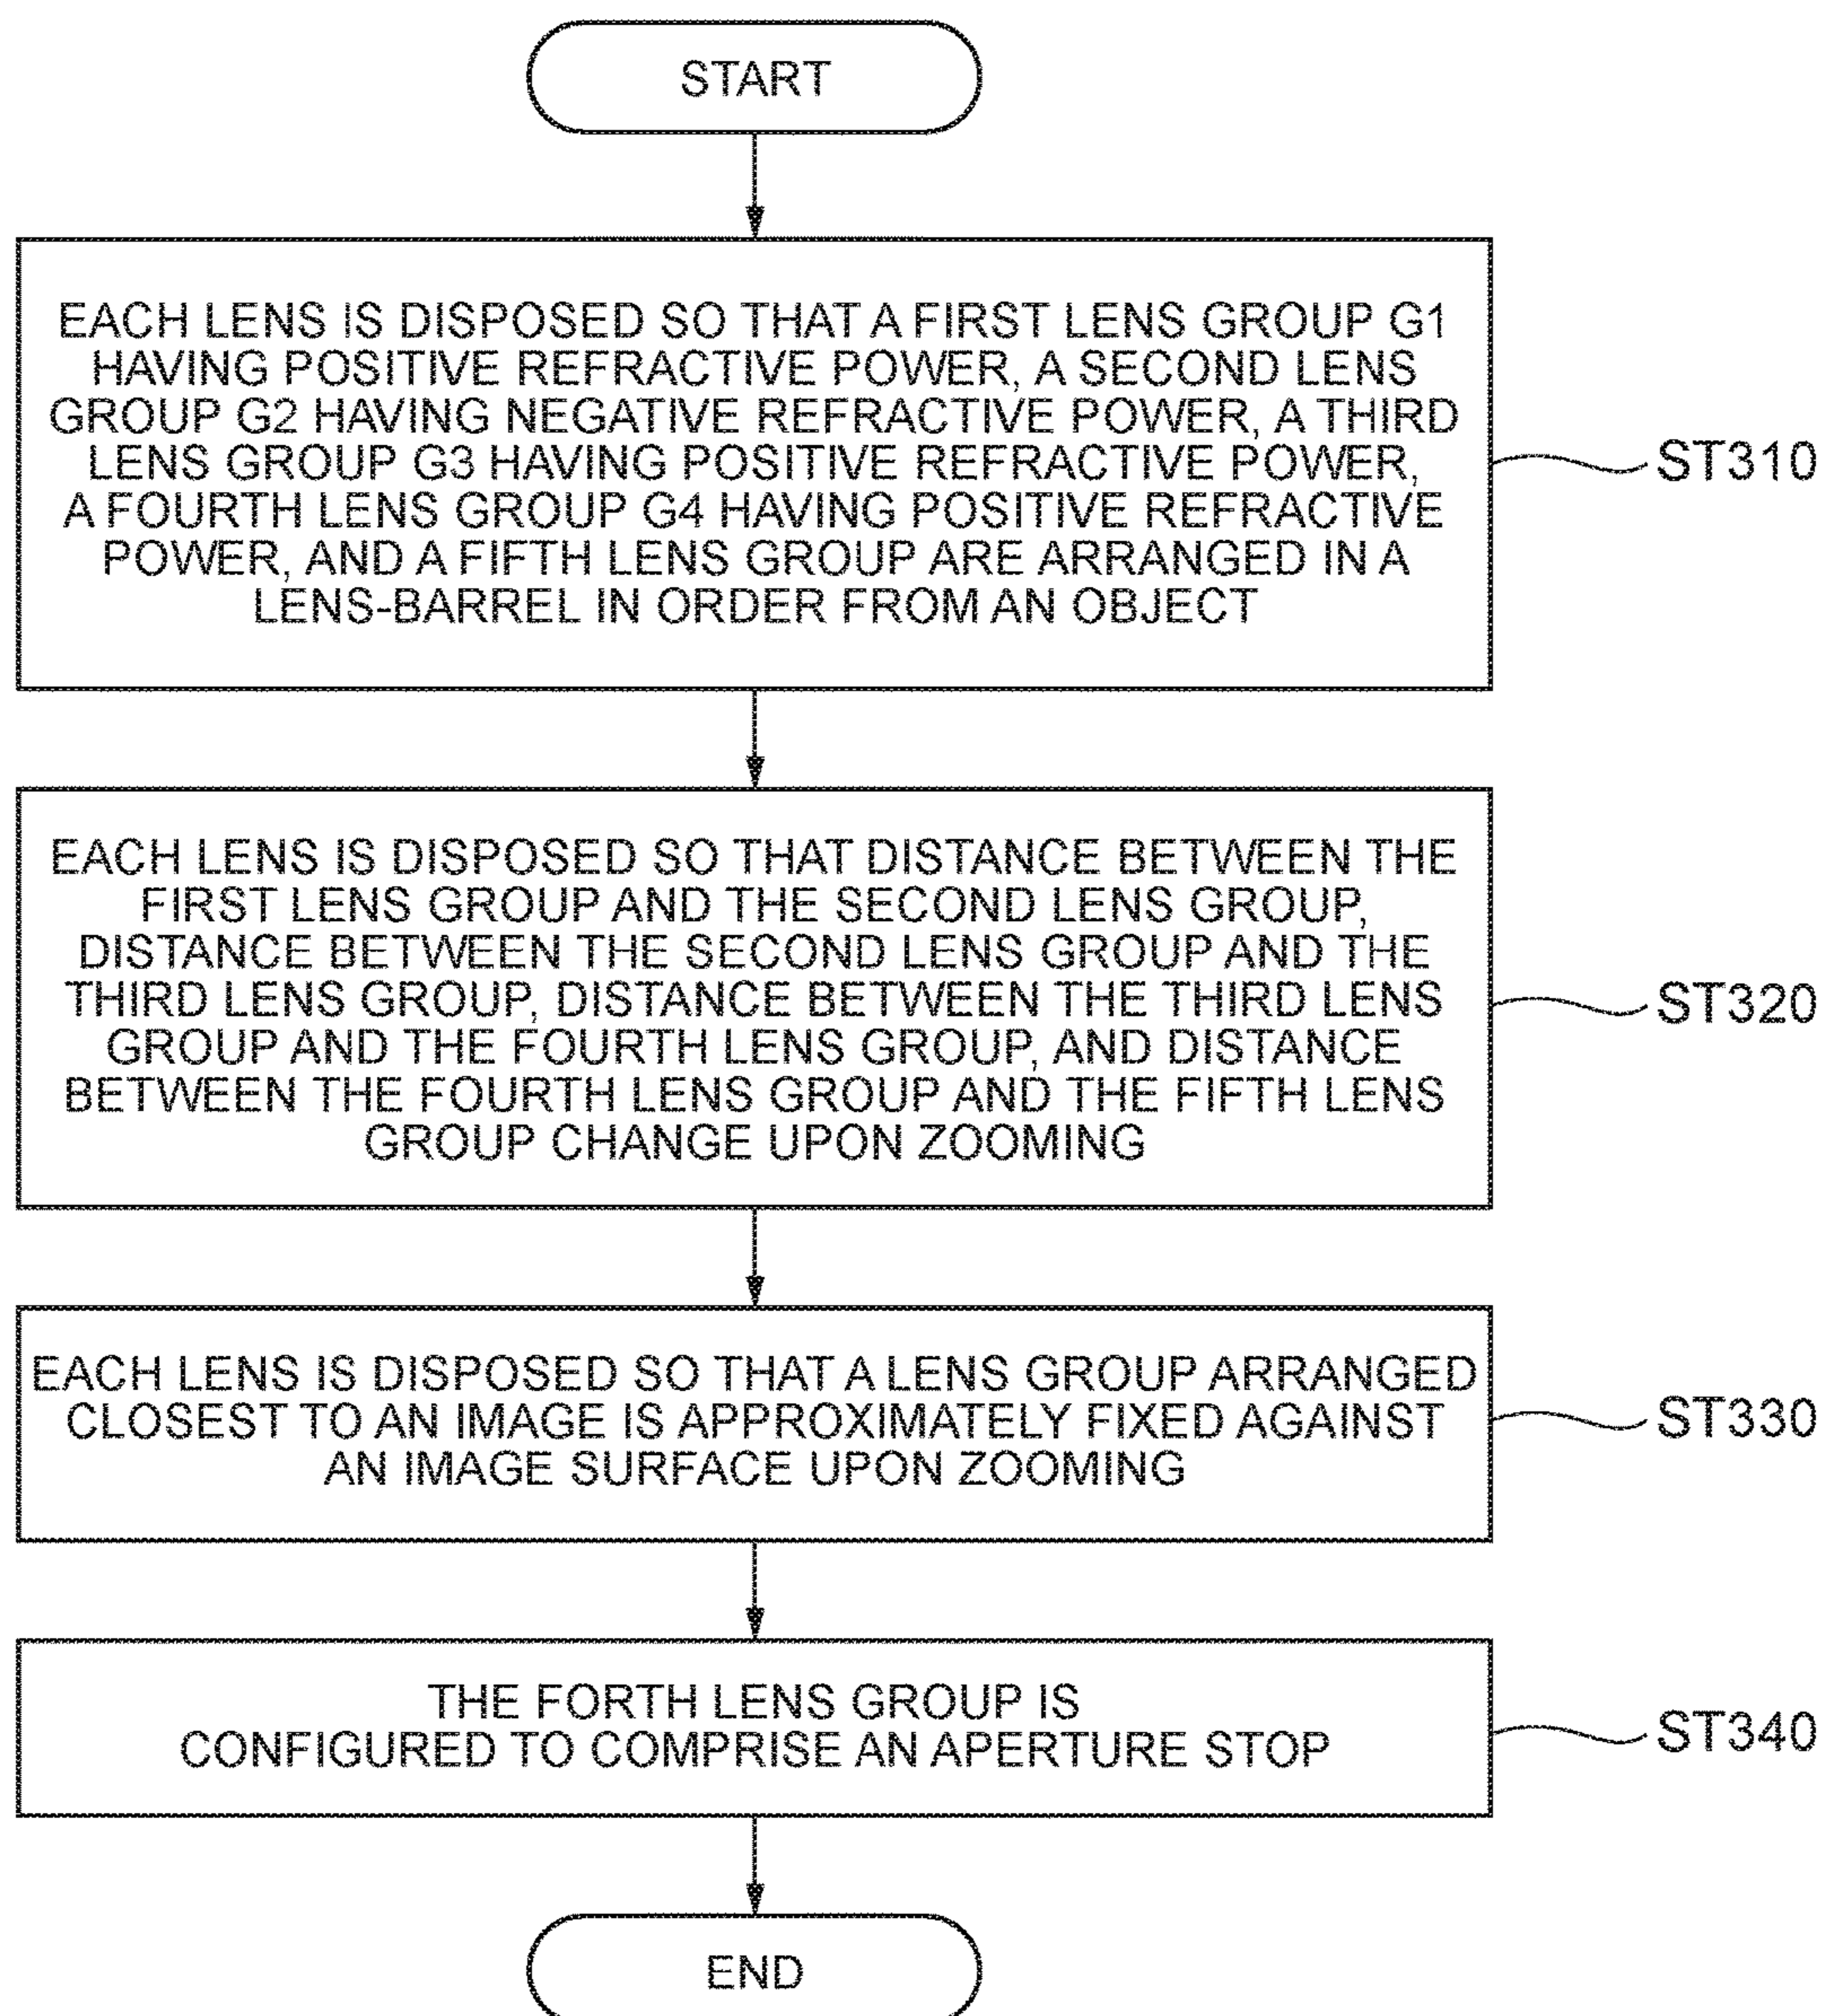 START
EACH LENS IS DISPOSED SO THAT A FIRST LENS GROUP G1
HAVING POSITIVE REFRACTIVE POWER, A SECOND LENS
GROUP G2 HAVING NEGATIVE REFRACTIVE POWER, A THIRD
LENS GROUP G3 HAVING POSITIVE REFRACTIVE POWER,
A FOURTH LENS GROUP G4 HAVING POSITIVE REFRACTIVE
POWER, AND A FIFTH LENS GROUP ARE ARRANGED IN A
LENS-BARREL IN ORDER FROM AN OBJECT
ST310
EACH LENS IS DISPOSED SO THAT DISTANCE BETWEEN THE
FIRST LENS GROUP AND THE SECOND LENS GROUP,
DISTANCE BETWEEN THE SECOND LENS GROUP AND THE
THIRD LENS GROUP, DISTANCE BETWEEN THE THIRD LENS
GROUP AND THE FOURTH LENS GROUP, AND DISTANCE
BETWEEN THE FOURTH LENS GROUP AND THE FIFTH LENS
GROUP CHANGE UPON ZOOMING
ST320
EACH LENS IS DISPOSED SO THAT A LENS GROUP ARRANGED
CLOSEST TO AN IMAGE IS APPROXIMATELY FIXED AGAINST
AN IMAGE SURFACE UPON ZOOMING
ST330
THE FORTH LENS GROUP IS
CONFIGURED TO COMPRISE AN APERTURE STOP
ST340
END